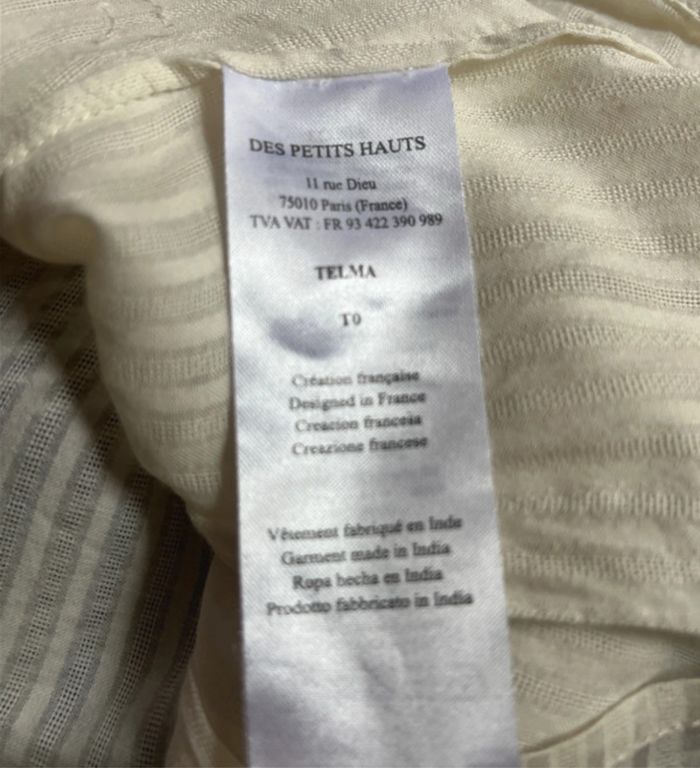 DES PETITS HAUTS
11 rue Dieu
75010 Paris (France)
TVA VAT : FR 93 422 390 989
TELMA
T0
Création française
Designed in France
Creacion francesa
Creazione francese
Vêtement fabriqué en Inde
Garment made in India
Ropa hecha en India
Prodotto fabbricato in India